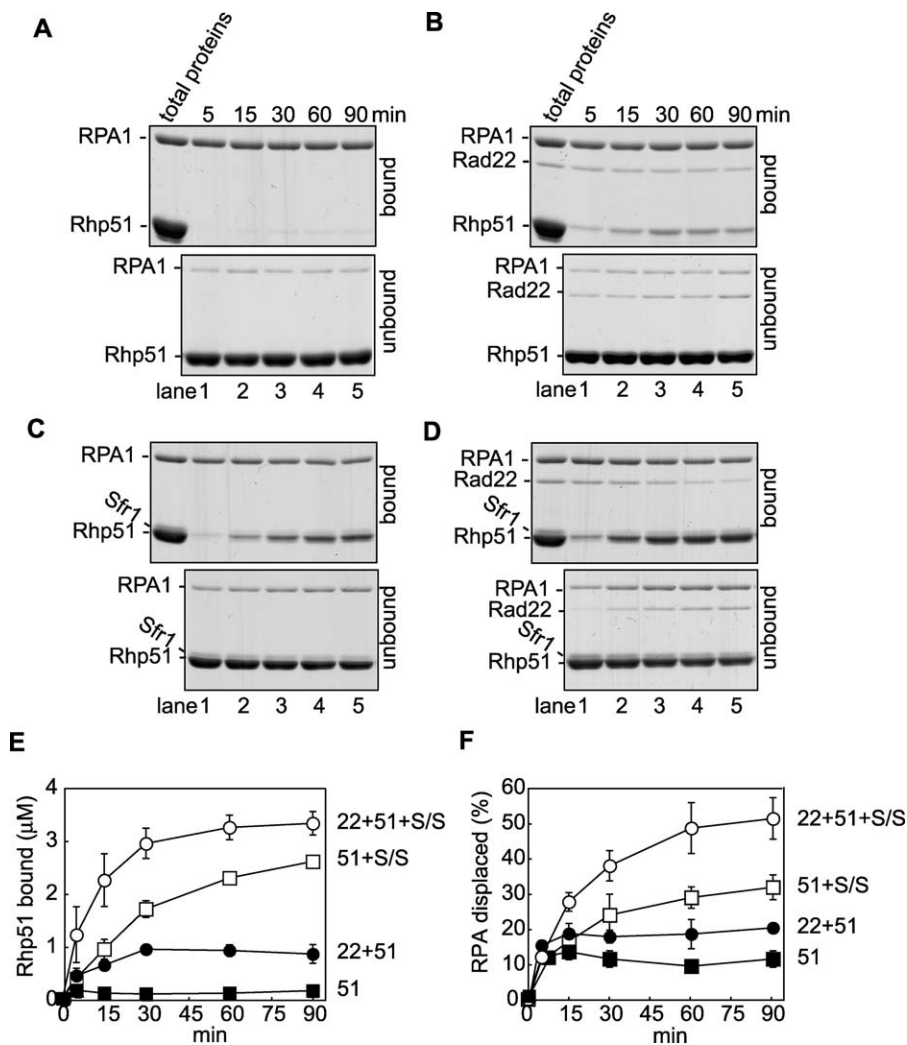 A
total proteins
5 15 30 60 90 min
RPA1
Rhp51
bound
RPA1
Rhp51
unbound
lane 1 2 3 4 5
B
total proteins
5 15 30 60 90 min
RPA1
Rad22
Rhp51
bound
RPA1
Rad22
Rhp51
unbound
lane 1 2 3 4 5
C
RPA1
Sfr1
Rhp51
bound
RPA1
Sfr1
Rhp51
unbound
lane 1 2 3 4 5
D
RPA1
Rad22
Sfr1
Rhp51
bound
RPA1
Rad22
Sfr1
Rhp51
unbound
lane 1 2 3 4 5
E
Rhp51 bound (µM)
4
3
2
1
0
0 15 30 45 60 75 90
min
22+51+S/S
51+S/S
22+51
51
F
RPA displaced (%)
60
50
40
30
20
10
0
0 15 30 45 60 75 90
min
22+51+S/S
51+S/S
22+51
51